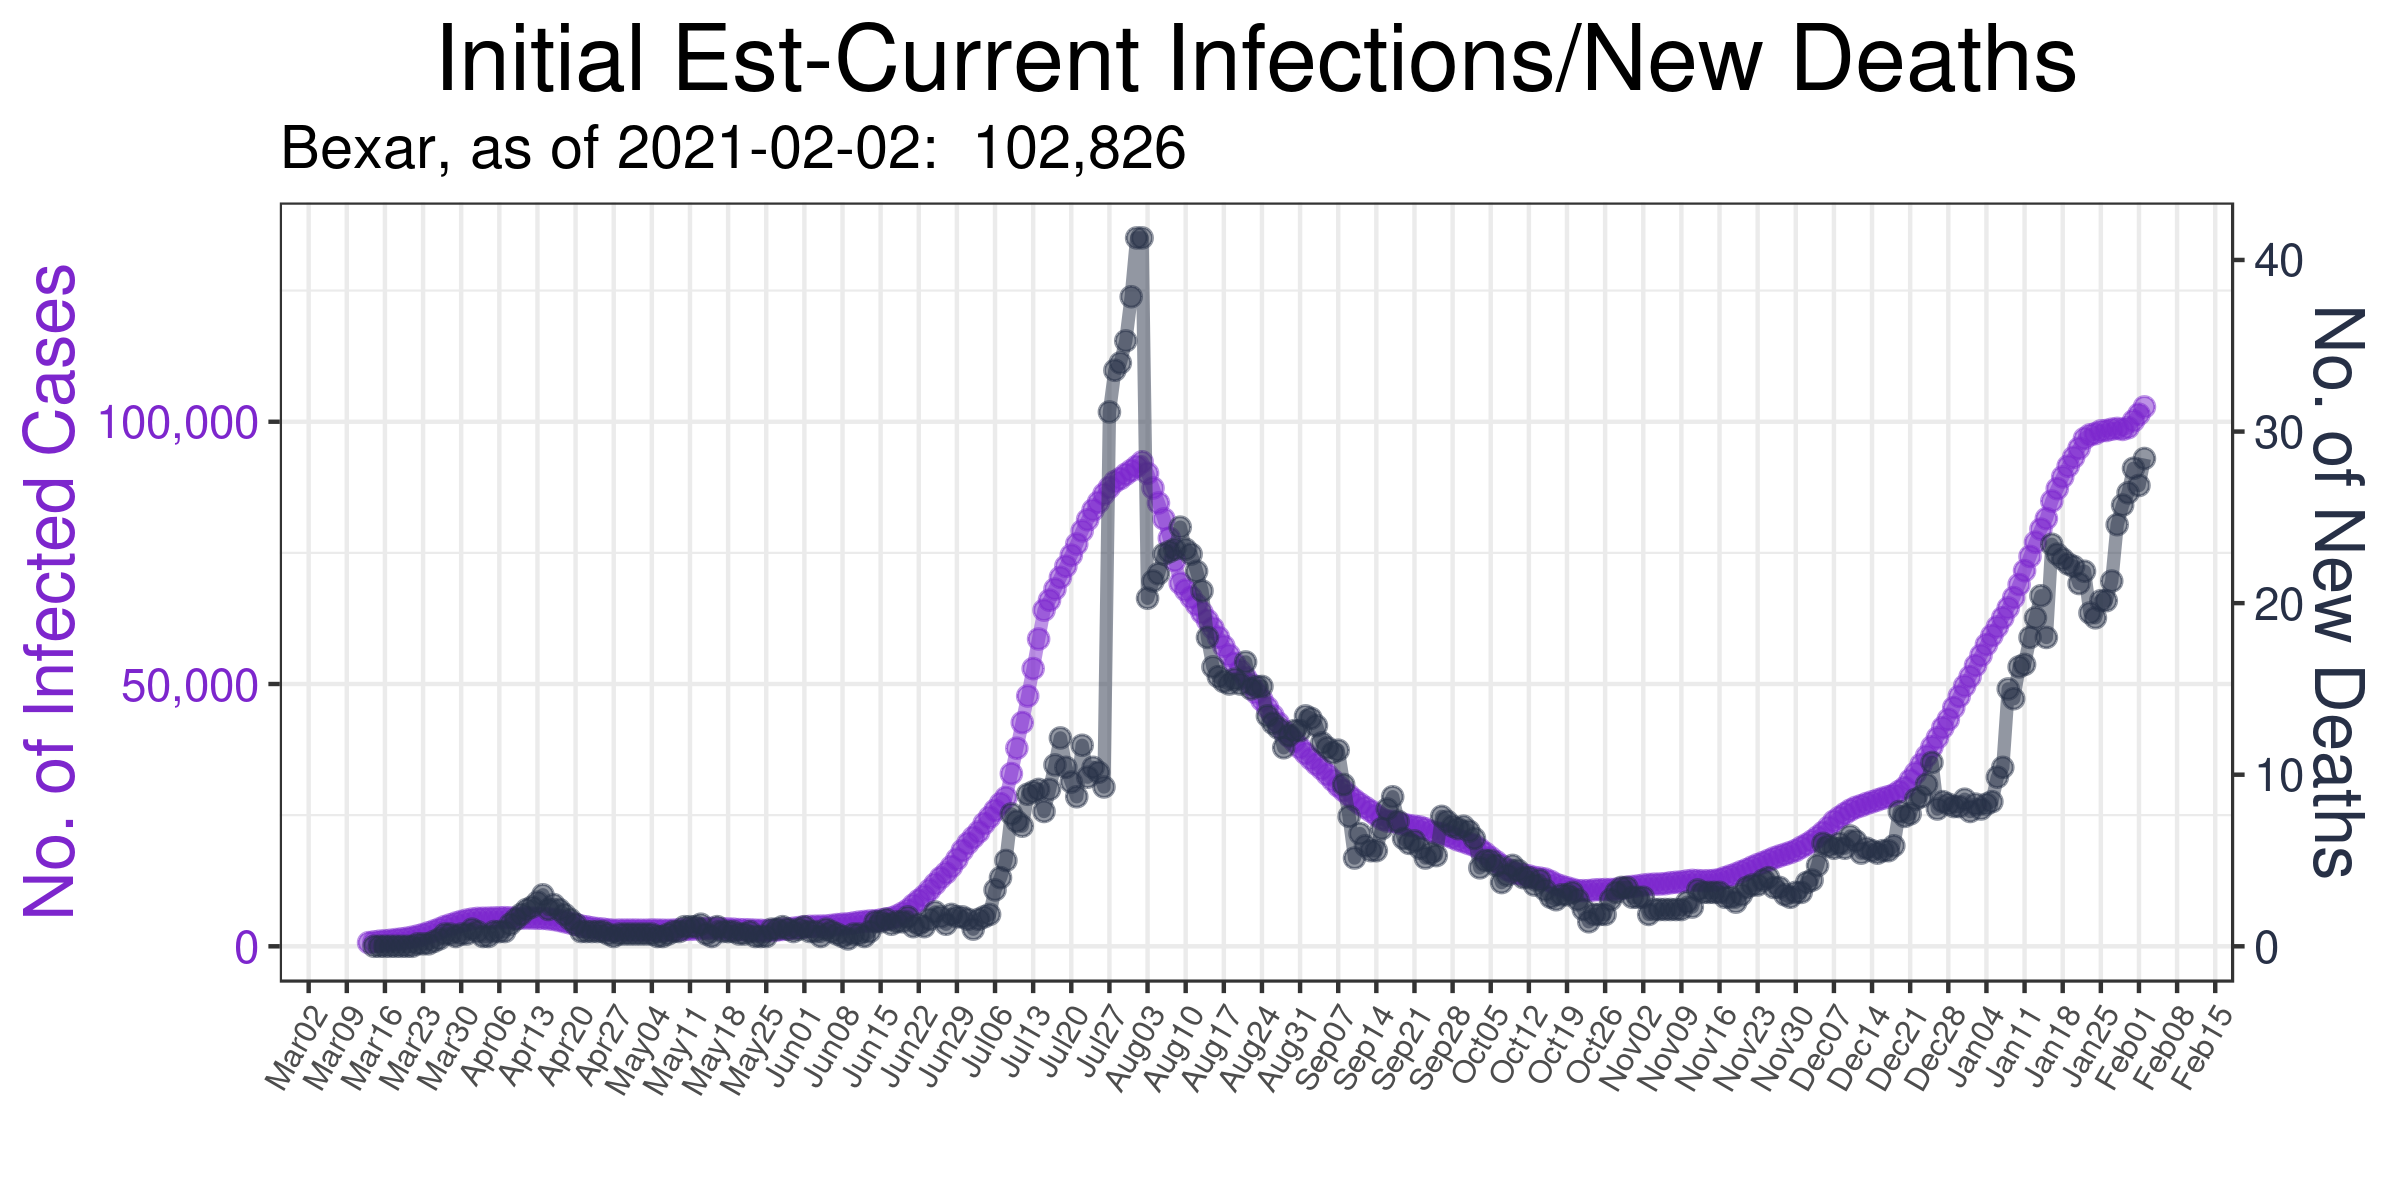 Initial Est-Current Infections/New Deaths
Bexar, as of 2021-02-02:  102,826
No. of Infected Cases
100,000
50,000
0
40
30
20
10
0
No. of New Deaths
Mar02 Mar09 Mar16 Mar23 Mar30 Apr06 Apr13 Apr20 Apr27 May04 May11 May18 May25 Jun01 Jun08 Jun15 Jun22 Jun29 Jul06 Jul13 Jul20 Jul27 Aug03 Aug10 Aug17 Aug24 Aug31 Sep07 Sep14 Sep21 Sep28 Oct05 Oct12 Oct19 Oct26 Nov02 Nov09 Nov16 Nov23 Nov30 Dec07 Dec14 Dec21 Dec28 Jan04 Jan11 Jan18 Jan25 Feb01 Feb08 Feb15